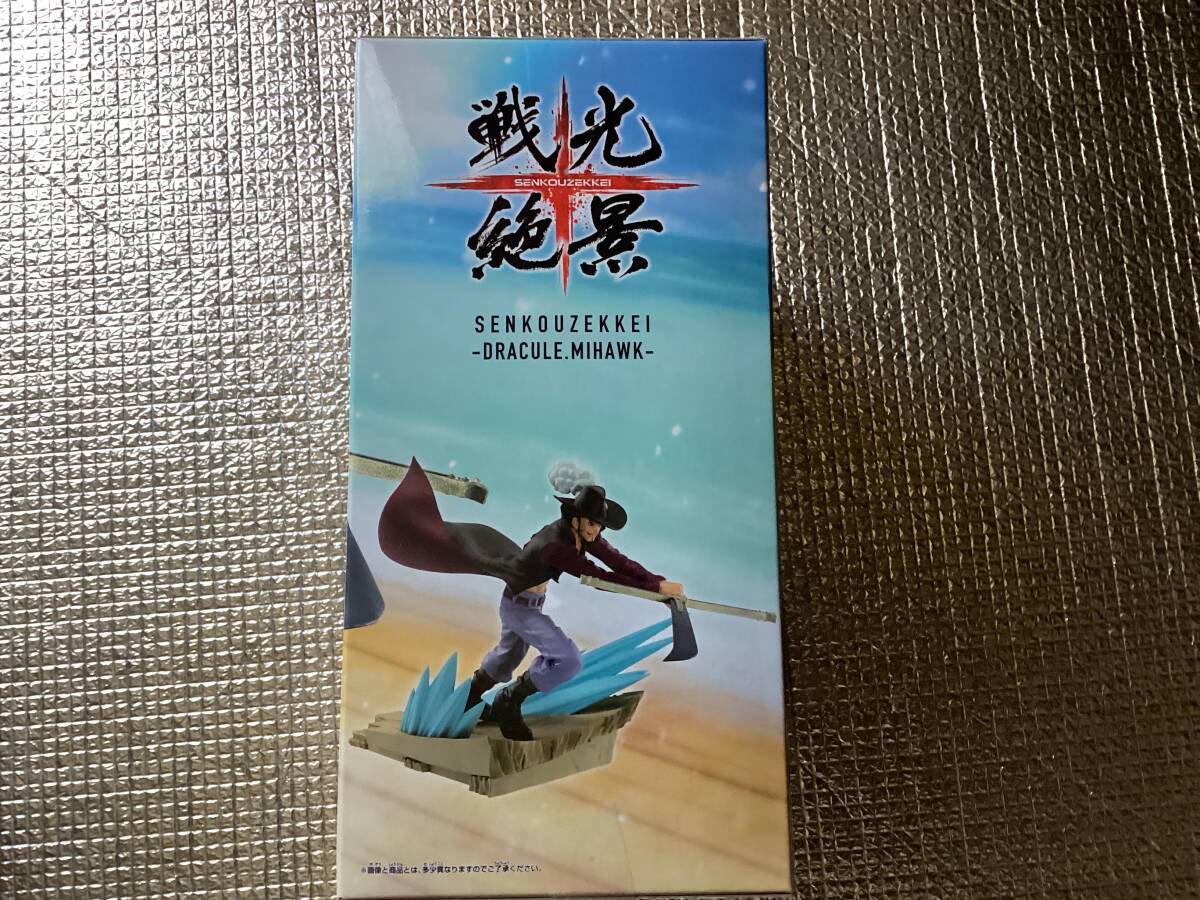 戦光
SENKOUZEKKEI
絶景
SENKOUZEKKEI
-DRACULE.MIHAWK-
※画像と商品とは、多少異なりますのでご了承ください。